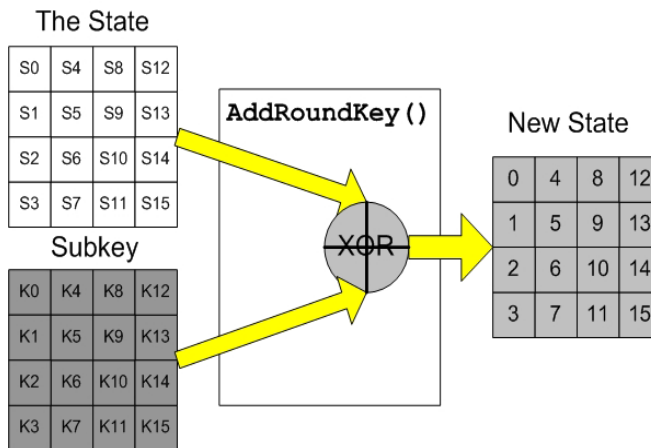 The State
S0 S4 S8 S12
S1 S5 S9 S13
S2 S6 S10 S14
S3 S7 S11 S15
Subkey
K0 K4 K8 K12
K1 K5 K9 K13
K2 K6 K10 K14
K3 K7 K11 K15
AddRoundKey()
XOR
New State
0 4 8 12
1 5 9 13
2 6 10 14
3 7 11 15